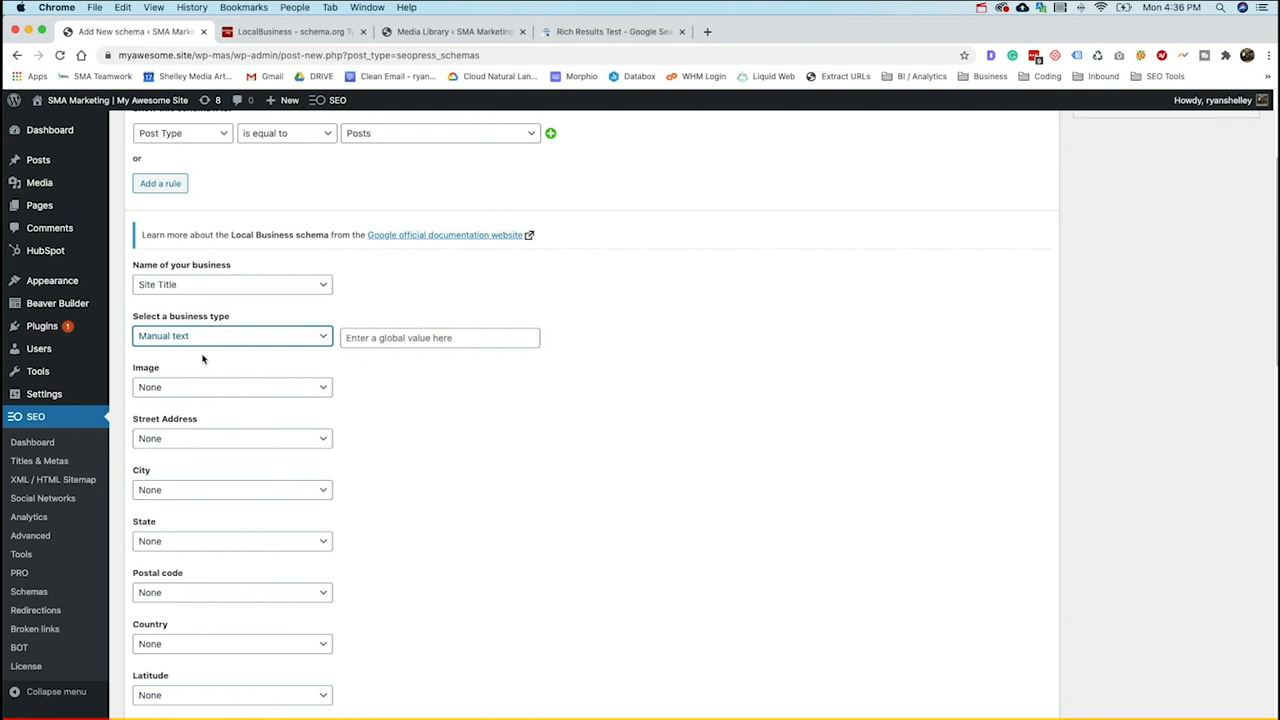 Chrome File Edit View History Bookmarks People Tab Window Help
9
Mon 4:36 PM
Add New schema ‹ SMA Marke
LocalBusiness - schema.org T
Media Library ‹ SMA Marketing
Rich Results Test - Google Sea
myawesome.site/wp-mas/wp-admin/post-new.php?post_type=seopress_schemas
Apps SMA Teamwork 17 Shelley Media Art... Gmail DRIVE Clean Email - ryan... Cloud Natural Lan... Morphio Databox WHM Login Liquid Web Extract URLs BI / Analytics Business Coding Inbound SEO Tools »
SMA Marketing | My Awesome Site 8 0 + New SEO Howdy, ryanshelley
Dashboard
Posts
Media
Pages
Comments
HubSpot
Appearance
Beaver Builder
Plugins 1
Users
Tools
Settings
SEO
Dashboard
Titles & Metas
XML / HTML Sitemap
Social Networks
Analytics
Advanced
Tools
PRO
Schemas
Redirections
Broken links
BOT
License
Collapse menu
Post Type is equal to Posts
or
Add a rule
Learn more about the Local Business schema from the Google official documentation website
Name of your business
Site Title
Select a business type
Manual text Enter a global value here
Image
None
Street Address
None
City
None
State
None
Postal code
None
Country
None
Latitude
None